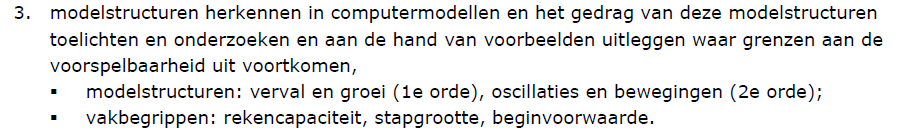 3. modelstructuren herkennen in computermodellen en het gedrag van deze modelstructuren
toelichten en onderzoeken en aan de hand van voorbeelden uitleggen waar grenzen aan de
voorspelbaarheid uit voortkomen,
▪ modelstructuren: verval en groei (1e orde), oscillaties en bewegingen (2e orde);
▪ vakbegrippen: rekencapaciteit, stapgrootte, beginvoorwaarde.